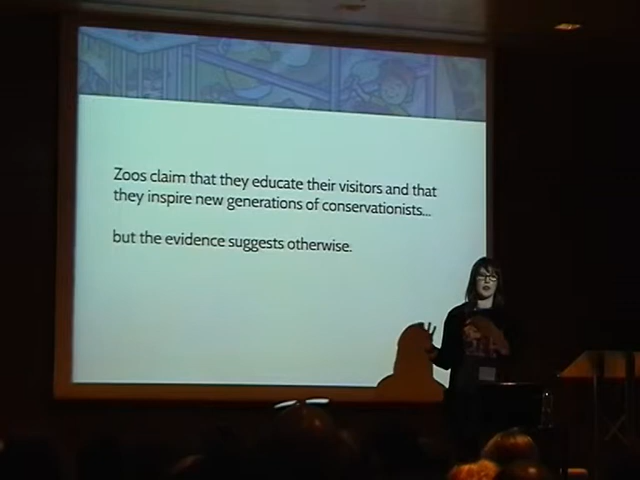 Zoos claim that they educate their visitors and that
they inspire new generations of conservationists...
but the evidence suggests otherwise.